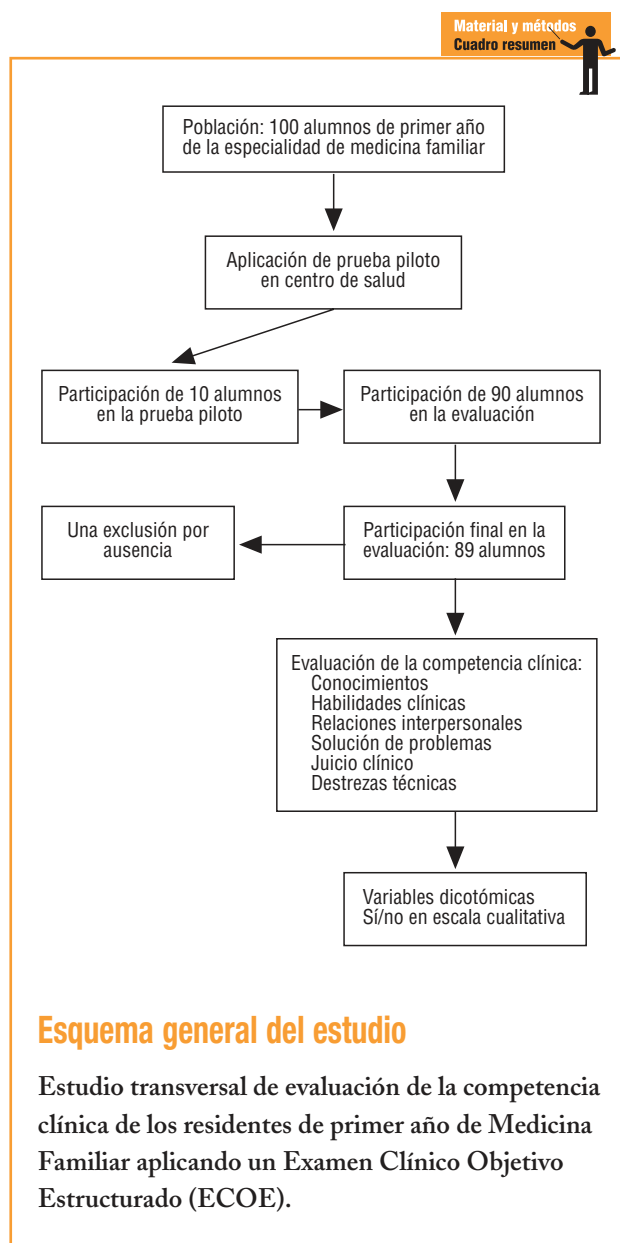 Material y métodos
Cuadro resumen
Población: 100 alumnos de primer año
de la especialidad de medicina familiar
Aplicación de prueba piloto
en centro de salud
Participación de 10 alumnos
en la prueba piloto
Participación de 90 alumnos
en la evaluación
Una exclusión por
ausencia
Participación final en la
evaluación: 89 alumnos
Evaluación de la competencia clínica:
Conocimientos
Habilidades clínicas
Relaciones interpersonales
Solución de problemas
Juicio clínico
Destrezas técnicas
Variables dicotómicas
Sí/no en escala cualitativa
Esquema general del estudio
Estudio transversal de evaluación de la competencia
clínica de los residentes de primer año de Medicina
Familiar aplicando un Examen Clínico Objetivo
Estructurado (ECOE).